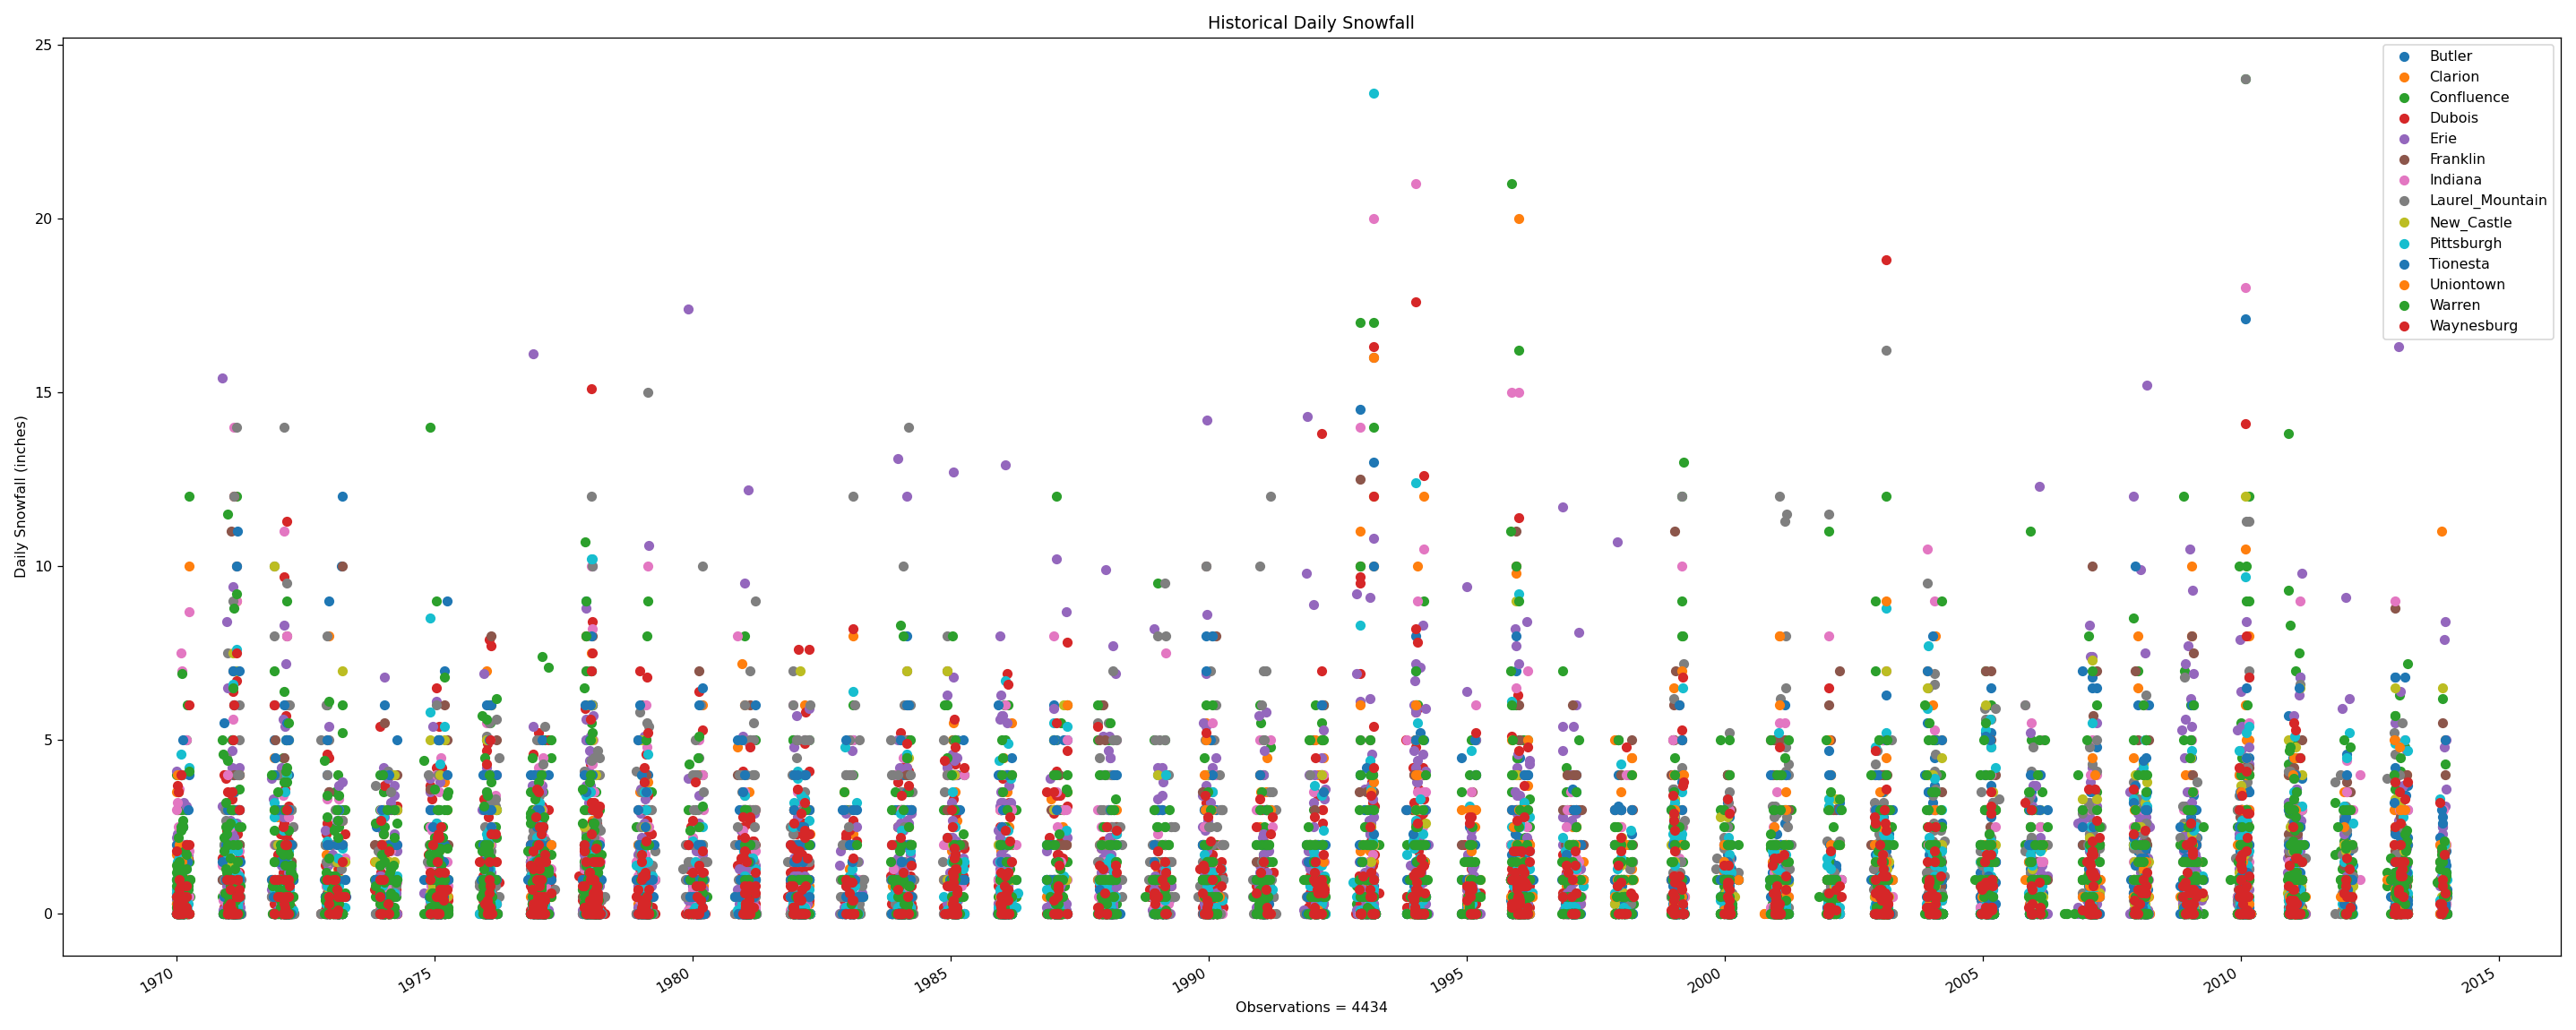 Historical Daily Snowfall
25
20
15
10
5
0
Daily Snowfall (inches)
Butler
Clarion
Confluence
Dubois
Erie
Franklin
Indiana
Laurel_Mountain
New_Castle
Pittsburgh
Tionesta
Uniontown
Warren
Waynesburg
1970 1975 1980 1985 1990 1995 2000 2005 2010 2015
Observations = 4434